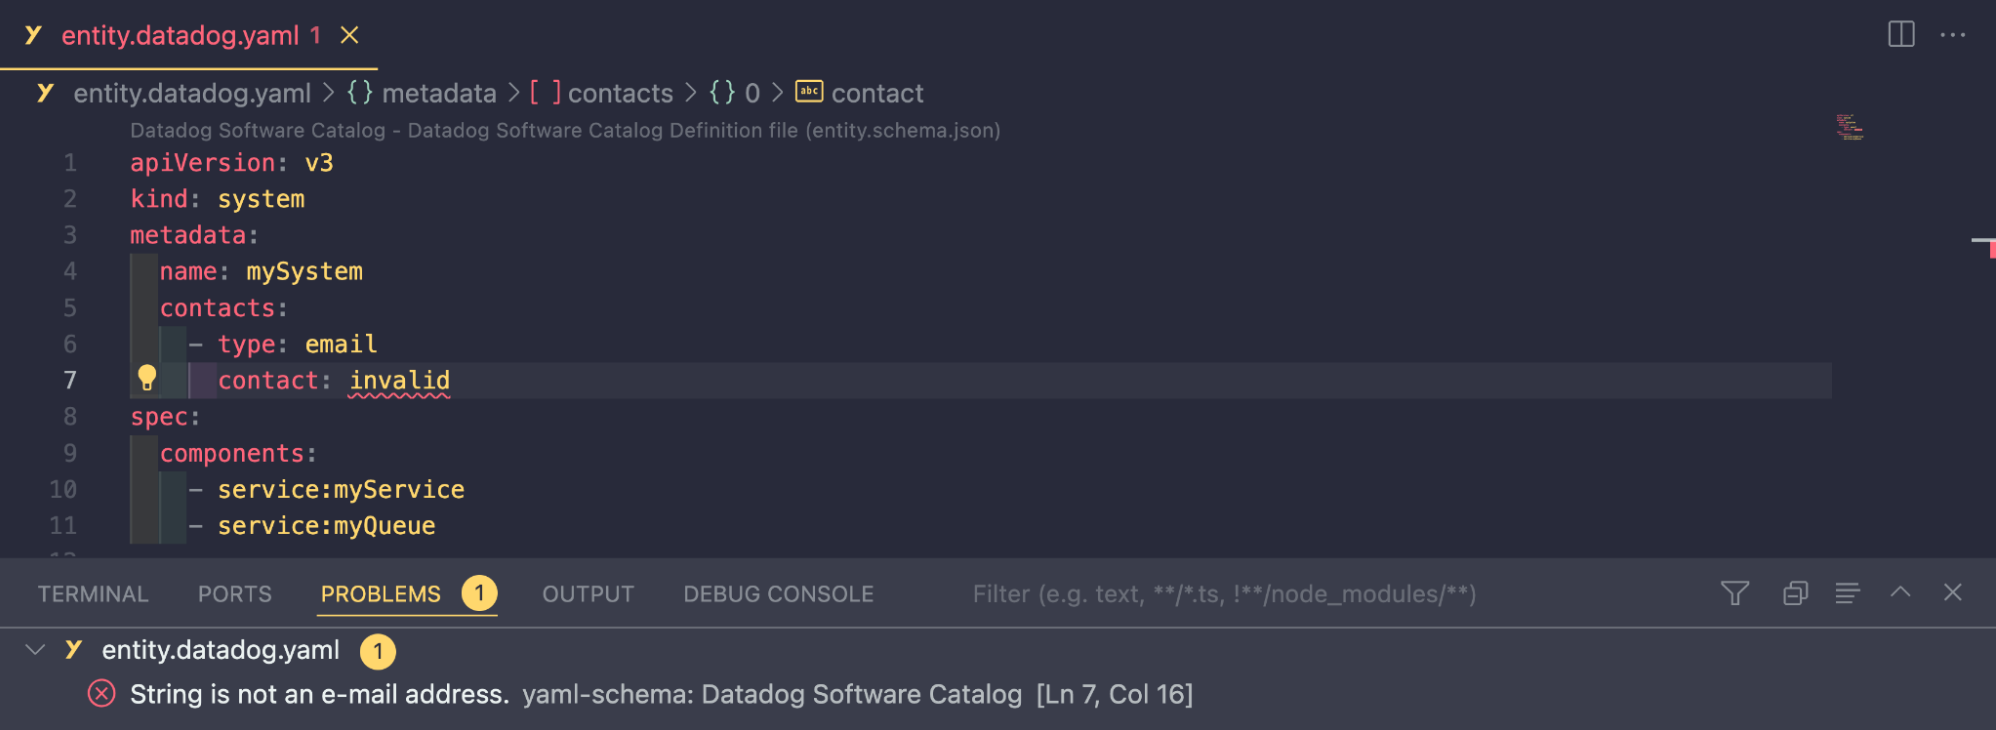 entity.datadog.yaml 1
entity.datadog.yaml > {} metadata > [ ] contacts > {} 0 > abc contact
Datadog Software Catalog - Datadog Software Catalog Definition file (entity.schema.json)
1 apiVersion: v3
2 kind: system
3 metadata:
4 name: mySystem
5 contacts:
6 - type: email
7 contact: invalid
8 spec:
9 components:
10 - service:myService
11 - service:myQueue
TERMINAL PORTS PROBLEMS 1 OUTPUT DEBUG CONSOLE Filter (e.g. text, **/*.ts, !**/node_modules/**)
entity.datadog.yaml 1
String is not an e-mail address. yaml-schema: Datadog Software Catalog [Ln 7, Col 16]